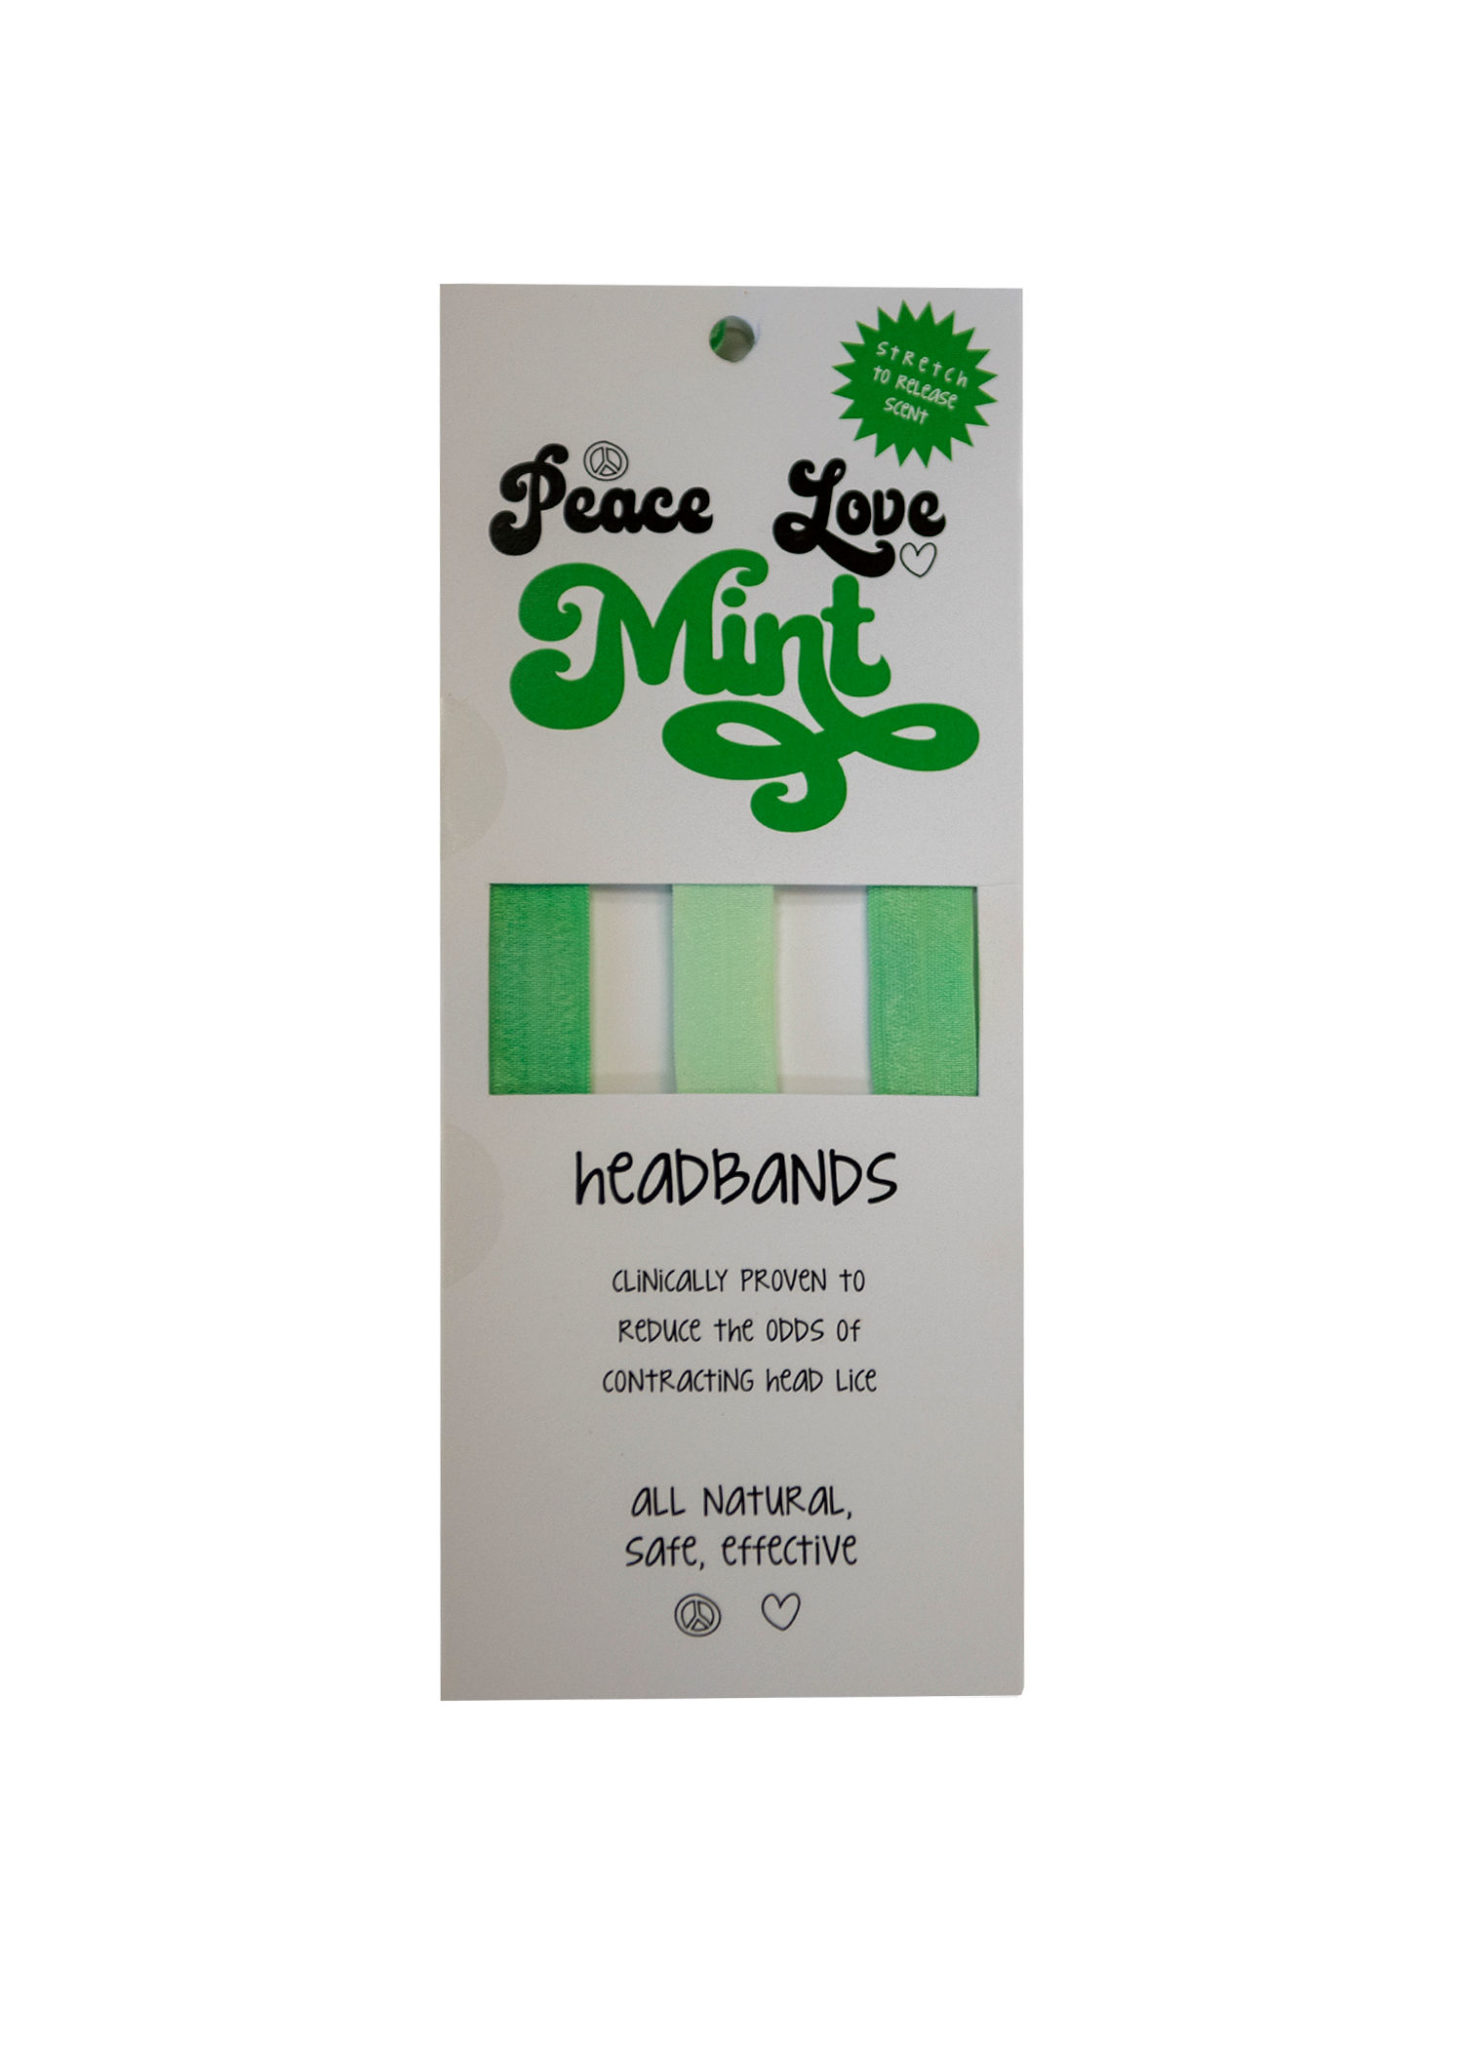 Stretch
to Release
Scent
Peace Love
Mint
HEADBANDS
CLINICALLY PROVEN TO
REDUCE the ODDS Of
CONTRACTING HEAD LICE
ALL NATURAL,
Safe, effective